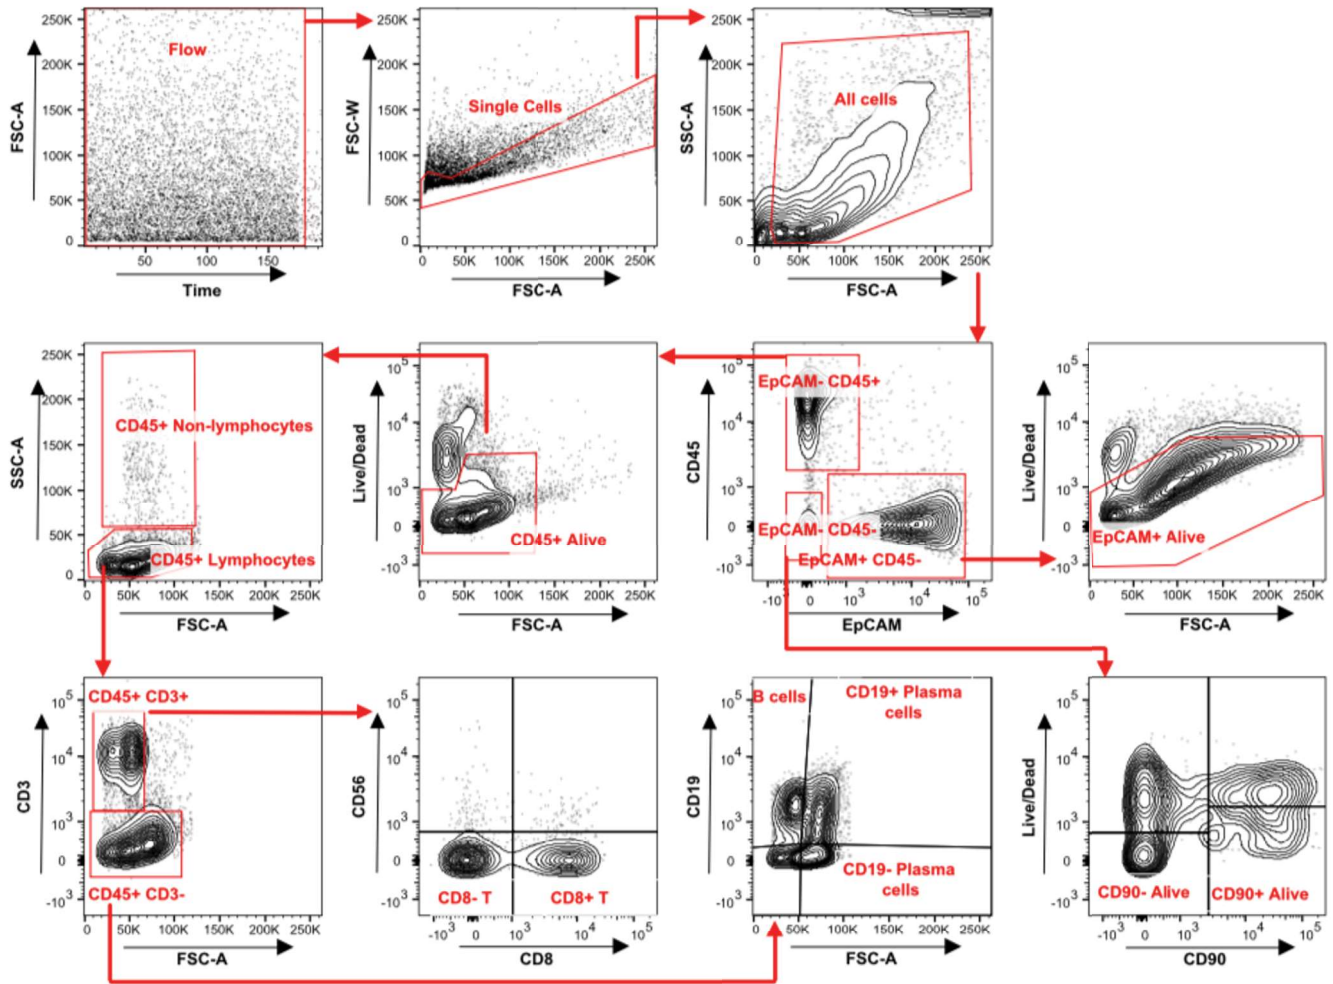 250K
200K
150K
100K
50K
0
FSC-A
Flow
50 100 150
Time
250K
200K
150K
100K
50K
0
FSC-W
Single Cells
0 50K 100K 150K 200K 250K
FSC-A
250K
200K
150K
100K
50K
0
SSC-A
All cells
0 50K 100K 150K 200K 250K
FSC-A
250K
200K
150K
100K
50K
0
SSC-A
CD45+ Non-lymphocytes
CD45+ Lymphocytes
0 50K 100K 150K 200K 250K
FSC-A
10^5
10^4
10^3
0
-10^3
Live/Dead
CD45+ Alive
0 50K 100K 150K 200K 250K
FSC-A
10^5
10^4
10^3
0
-10^3
CD45
EpCAM- CD45+
EpCAM- CD45-
EpCAM+ CD45-
-10^3 0 10^3 10^4 10^5
EpCAM
10^5
10^4
10^3
0
-10^3
Live/Dead
EpCAM+ Alive
0 50K 100K 150K 200K 250K
FSC-A
10^5
10^4
10^3
0
-10^3
CD3
CD45+ CD3+
CD45+ CD3-
0 50K 100K 150K 200K 250K
FSC-A
10^5
10^4
10^3
0
-10^3
CD56
CD8- T
CD8+ T
-10^3 0 10^3 10^4 10^5
CD8
10^5
10^4
10^3
0
-10^3
CD19
B cells
CD19+ Plasma
cells
CD19- Plasma
cells
0 50K 100K 150K 200K 250K
FSC-A
10^5
10^4
10^3
0
-10^3
Live/Dead
CD90- Alive
CD90+ Alive
-10^3 0 10^3 10^4 10^5
CD90